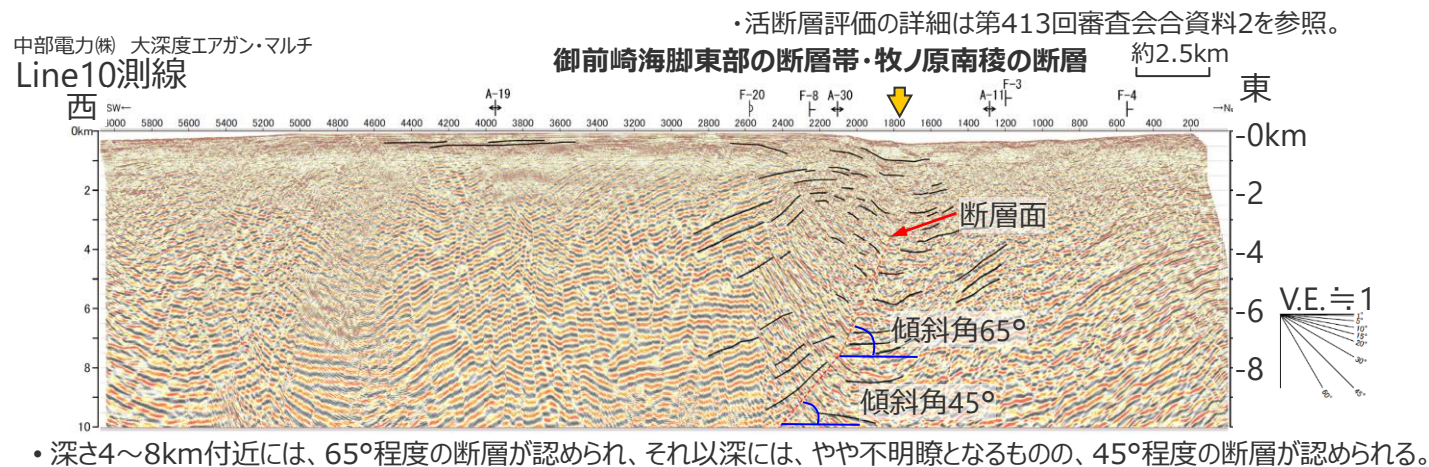 ・活断層評価の詳細は第413回審査会合資料2を参照。
中部電力㈱ 大深度エアガン・マルチ
Line10測線
御前崎海脚東部の断層帯・牧ノ原南稜の断層
約2.5km
西
東
A-19 F-20 F-8 A-30 A-11 F-3 F-4
SW←
5800 5600 5400 5200 5000 4800 4600 4400 4200 4000 3800 3600 3400 3200 3000 2800 2600 2400 2200 2000 1800 1600 1400 1200 1000 800 600 400 200
0km
-0km
2
-2
断層面
4
-4
6
-6
V.E.≒1
傾斜角65°
5°
10°
15°
20°
30°
45°
60°
8
-8
傾斜角45°
10
• 深さ4～8km付近には、65°程度の断層が認められ、それ以深には、やや不明瞭となるものの、45°程度の断層が認められる。